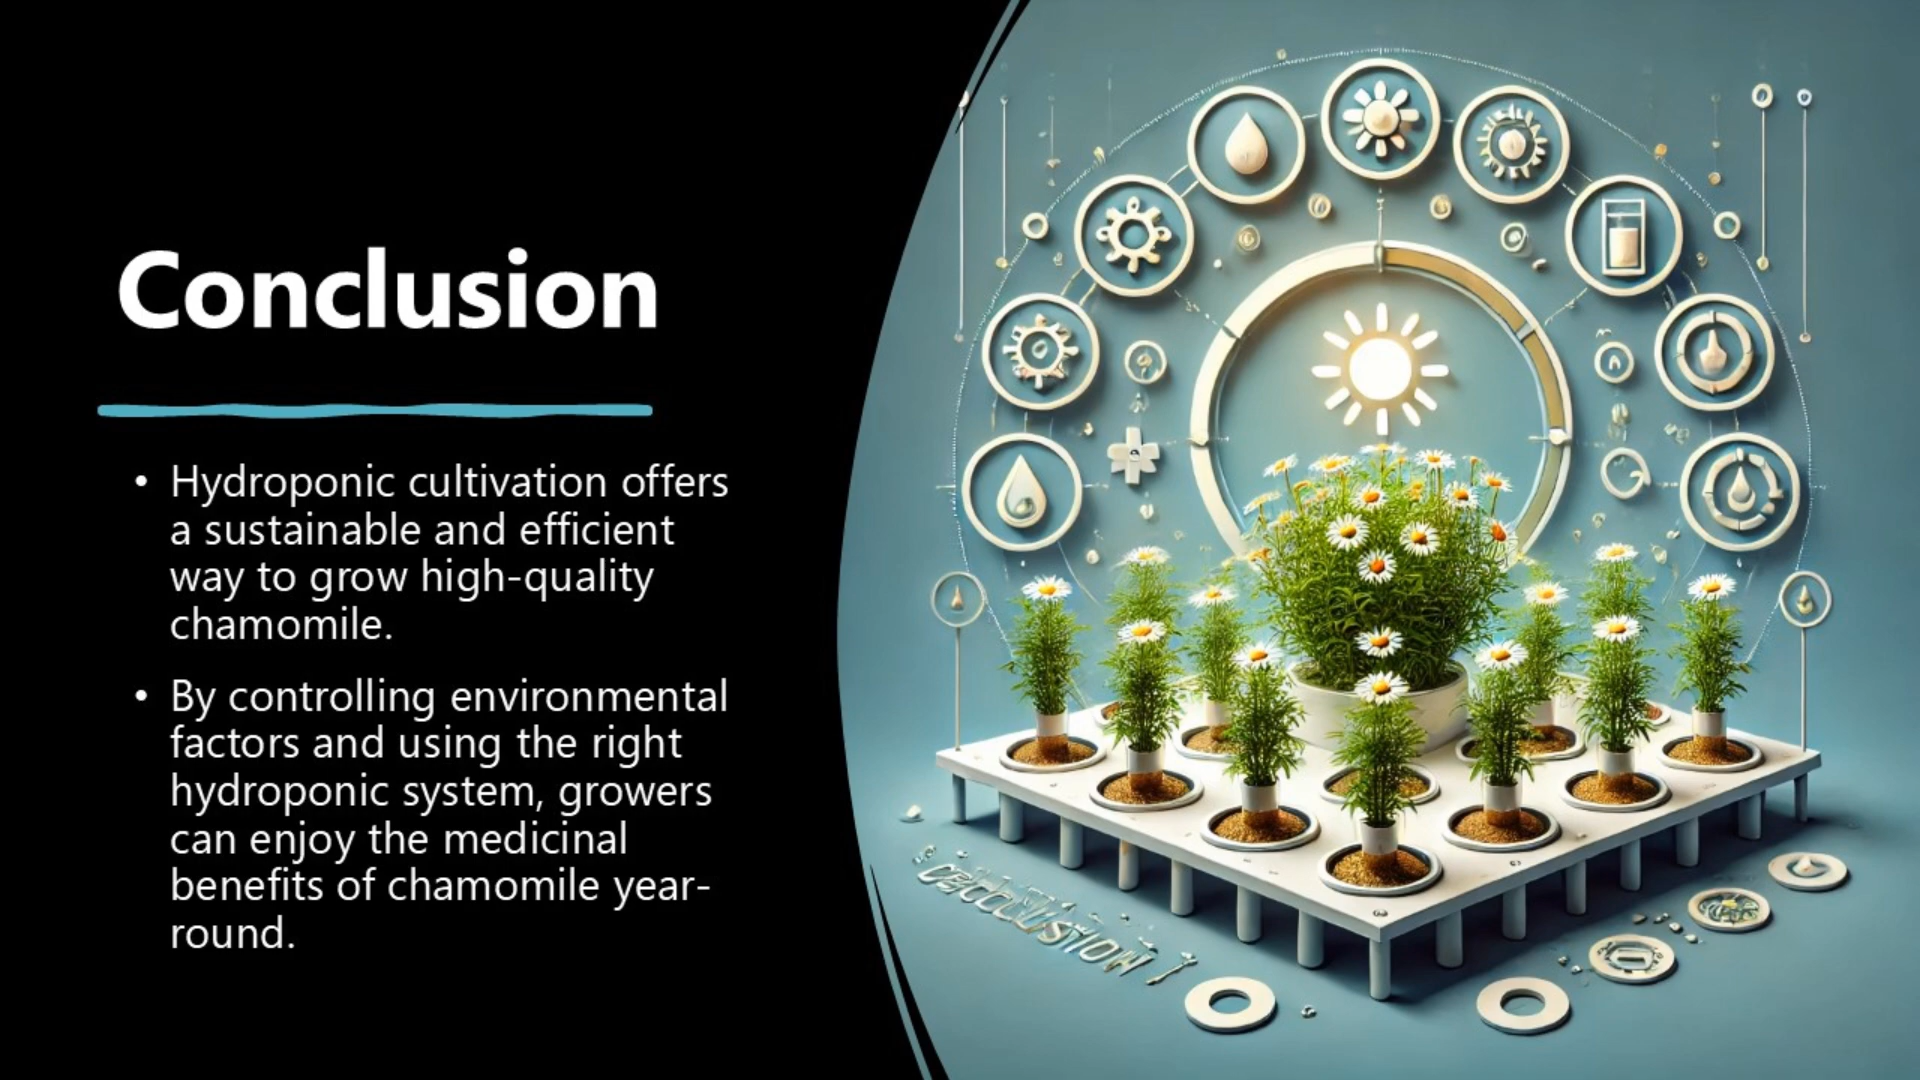 Conclusion
• Hydroponic cultivation offers
a sustainable and efficient
way to grow high-quality
chamomile.
• By controlling environmental
factors and using the right
hydroponic system, growers
can enjoy the medicinal
benefits of chamomile year-
round.